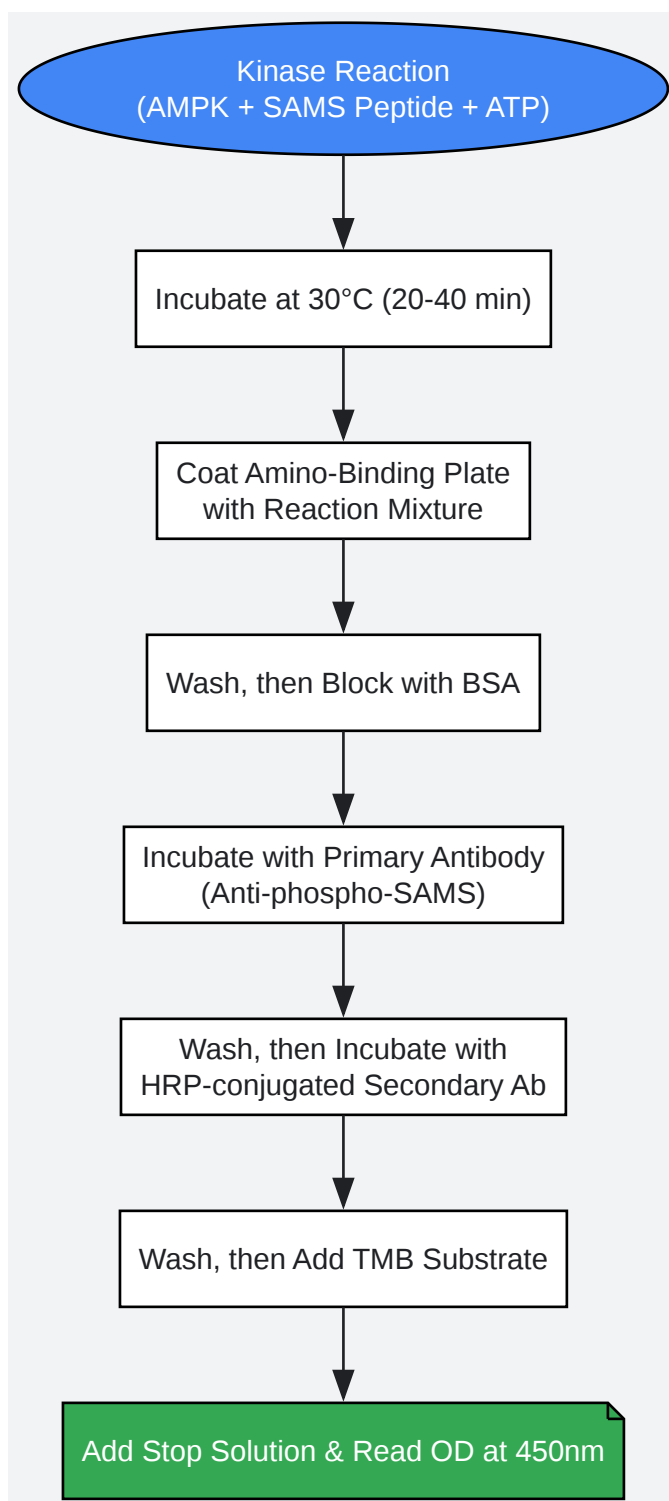 Kinase Reaction
(AMPK + SAMS Peptide + ATP)
Incubate at 30°C (20-40 min)
Coat Amino-Binding Plate
with Reaction Mixture
Wash, then Block with BSA
Incubate with Primary Antibody
(Anti-phospho-SAMS)
Wash, then Incubate with
HRP-conjugated Secondary Ab
Wash, then Add TMB Substrate
Add Stop Solution & Read OD at 450nm